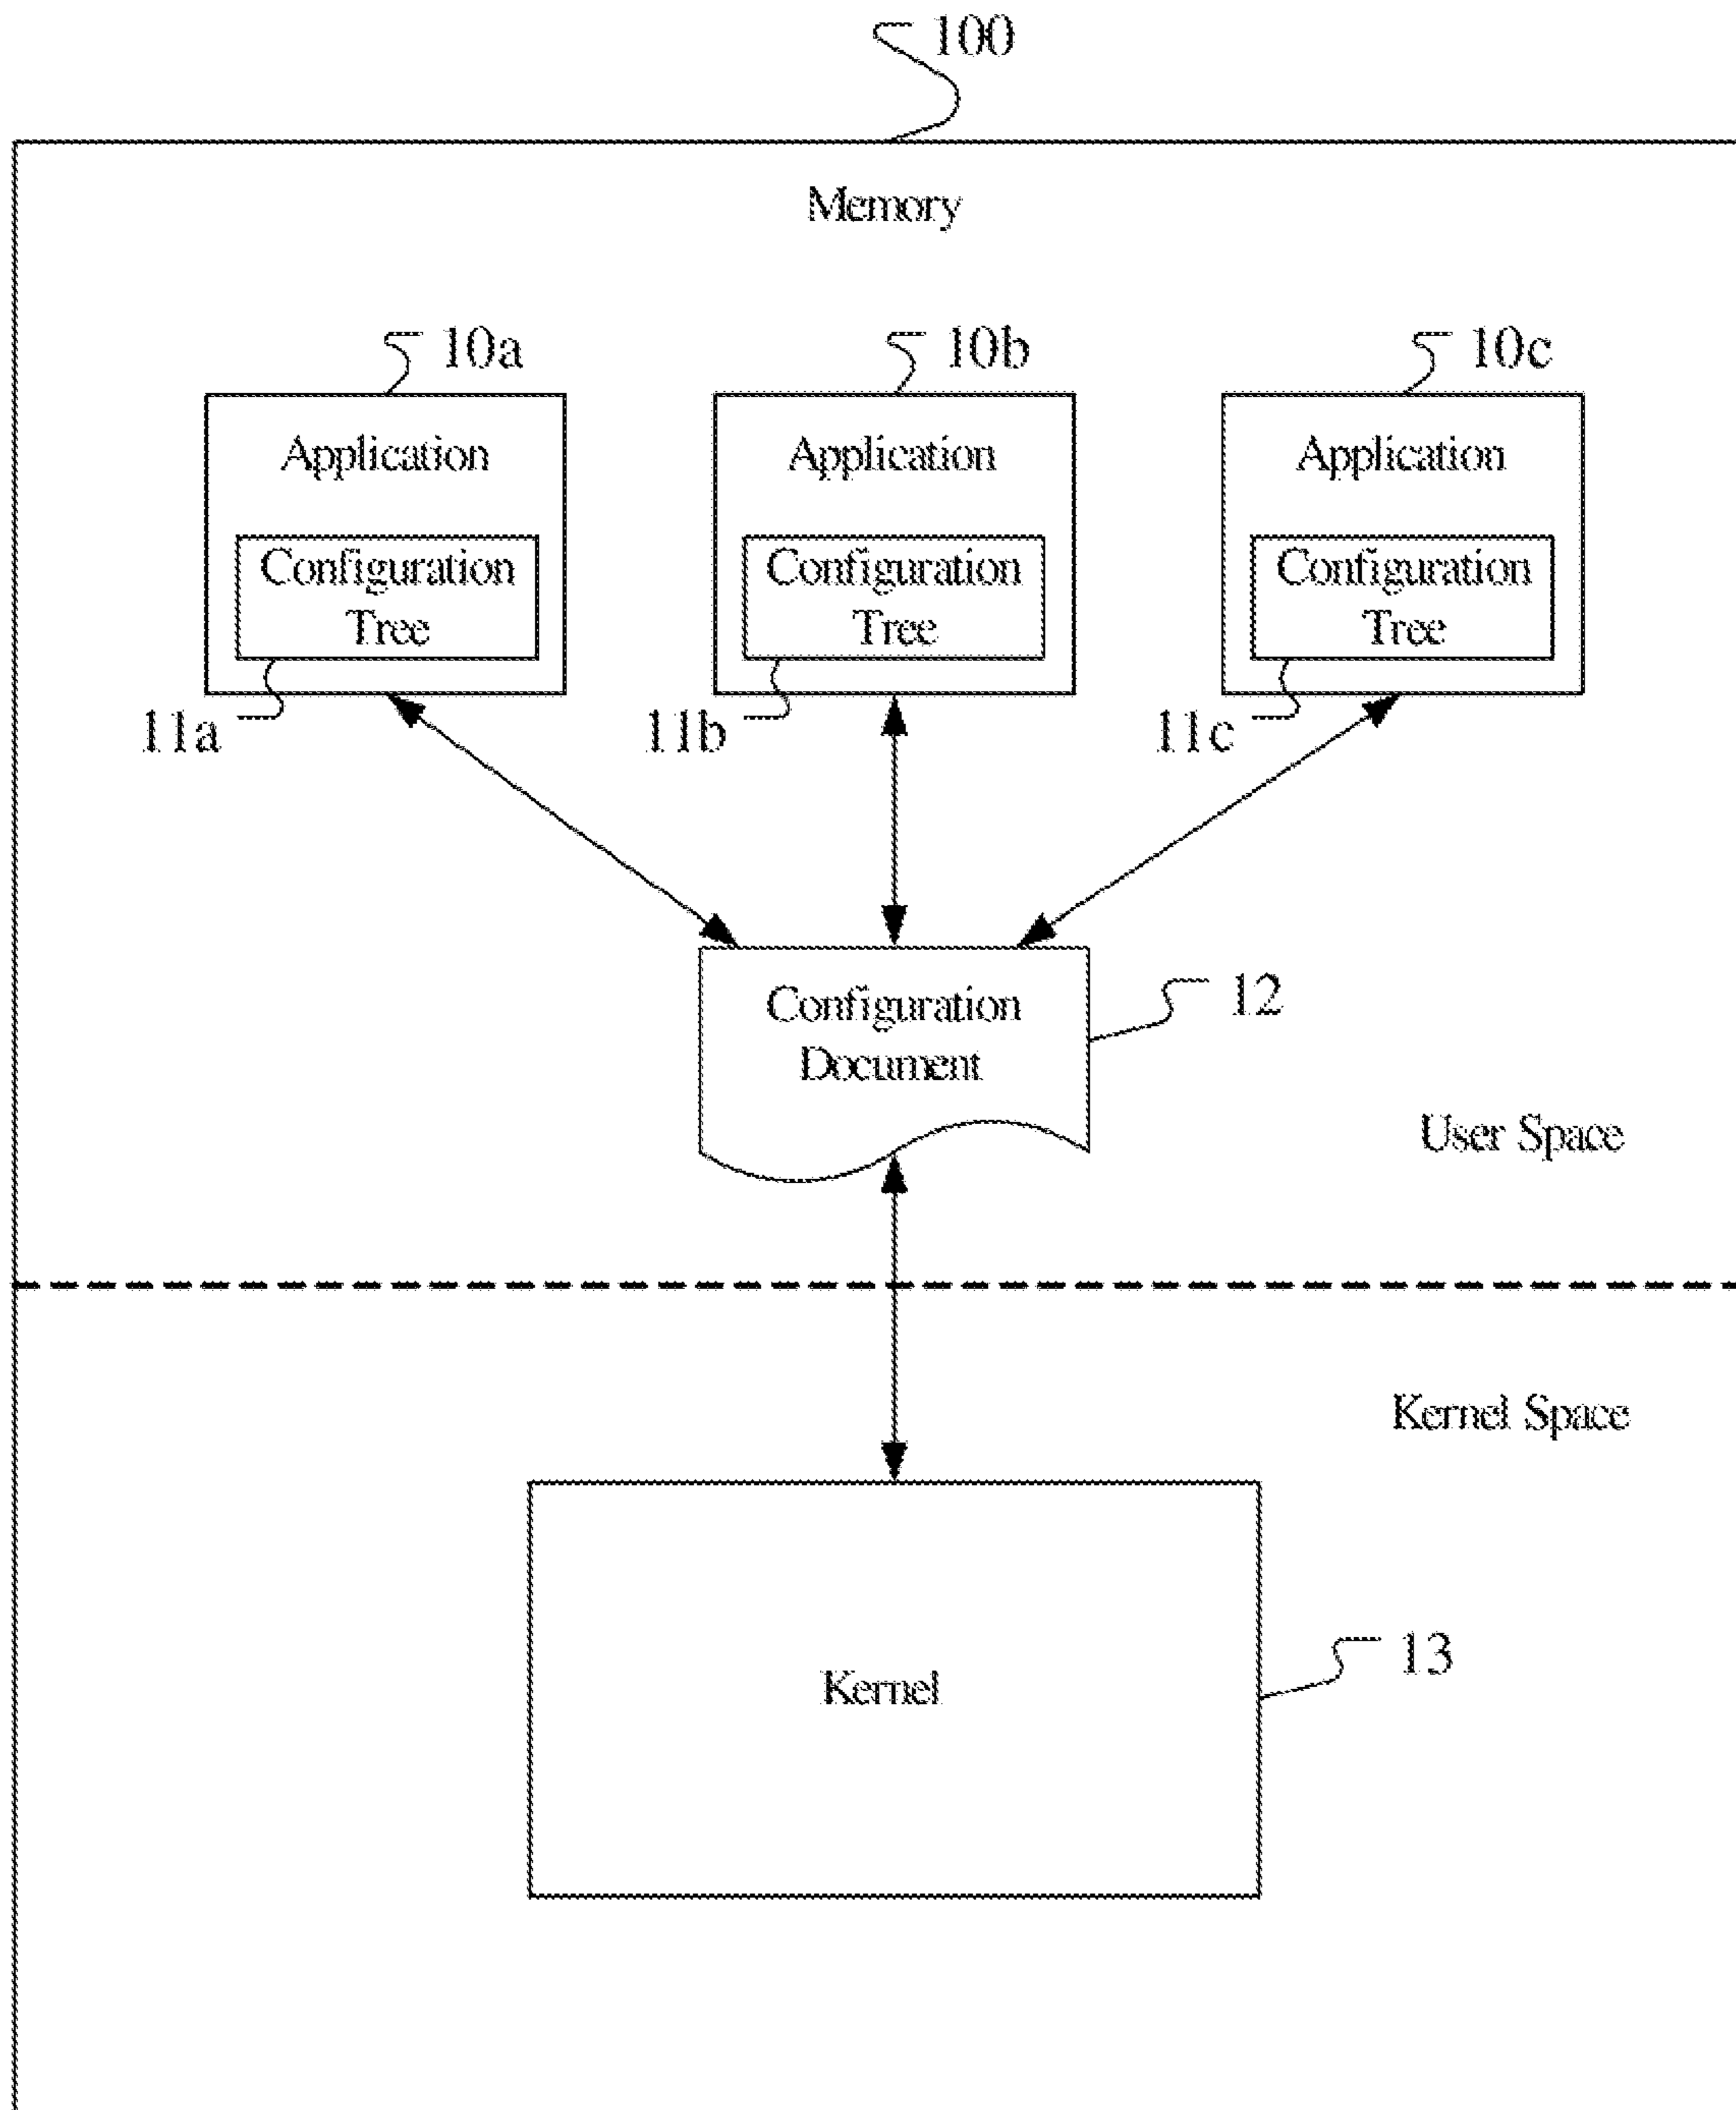 100
Memory
10a
10b
10c
Application
Application
Application
Configuration
Tree
Configuration
Tree
Configuration
Tree
11a
11b
11c
Configuration
Document
12
User Space
Kernel Space
Kernel
13